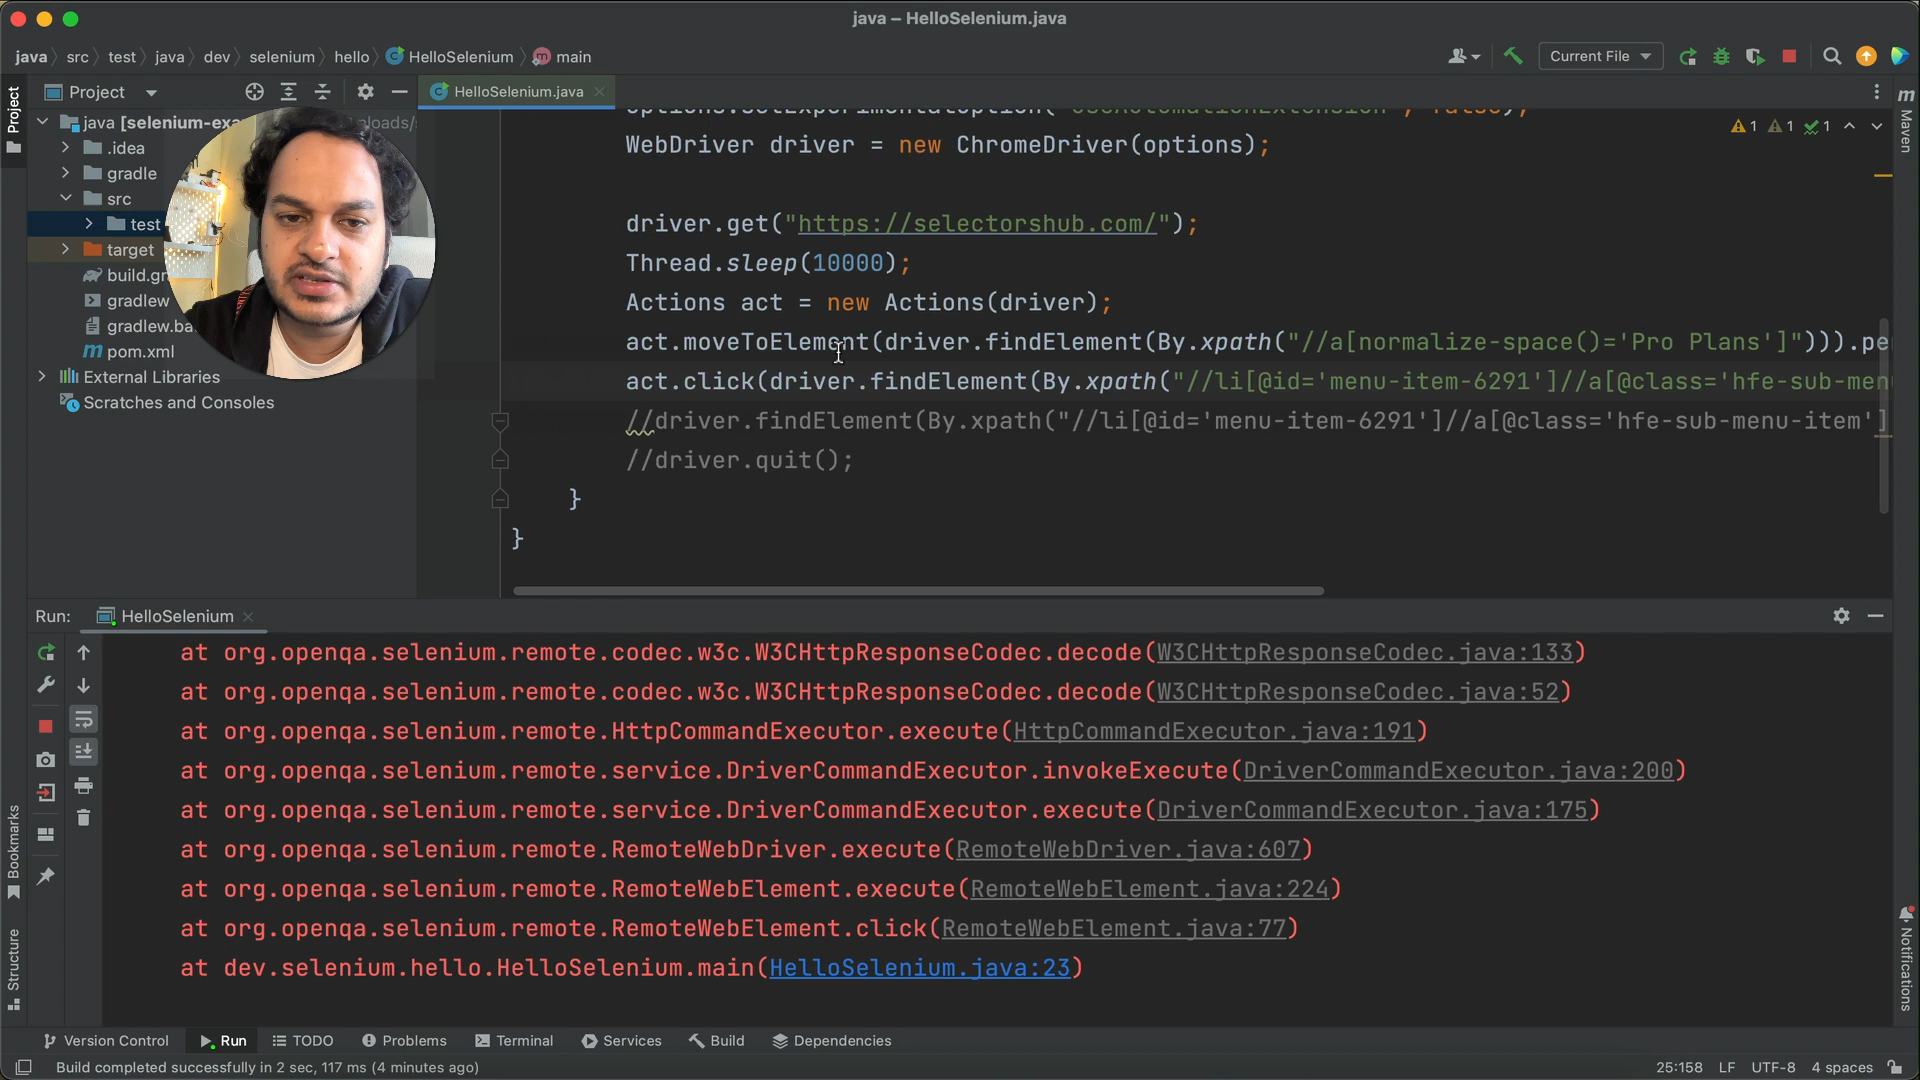 java – HelloSelenium.java
java src test java dev selenium hello HelloSelenium main
Current File
Project
HelloSelenium.java
Project
Maven
java
.idea
gradle
src
test
target
gradlew
pom.xml
External Libraries
Scratches and Consoles
1 1 1
WebDriver driver = new ChromeDriver(options);
driver.get("https://selectorshub.com/");
Thread.sleep(10000);
Actions act = new Actions(driver);
act.moveToElement(driver.findElement(By.xpath("//a[normalize-space()='Pro Plans']"))).pe
act.click(driver.findElement(By.xpath("//li[@id='menu-item-6291']//a[@class='hfe-sub-men
//driver.findElement(By.xpath("//li[@id='menu-item-6291']//a[@class='hfe-sub-menu-item']
//driver.quit();
}
}
Run: HelloSelenium
at org.openqa.selenium.remote.codec.w3c.W3CHttpResponseCodec.decode(W3CHttpResponseCodec.java:133)
at org.openqa.selenium.remote.codec.w3c.W3CHttpResponseCodec.decode(W3CHttpResponseCodec.java:52)
at org.openqa.selenium.remote.HttpCommandExecutor.execute(HttpCommandExecutor.java:191)
at org.openqa.selenium.remote.service.DriverCommandExecutor.invokeExecute(DriverCommandExecutor.java:200)
at org.openqa.selenium.remote.service.DriverCommandExecutor.execute(DriverCommandExecutor.java:175)
at org.openqa.selenium.remote.RemoteWebDriver.execute(RemoteWebDriver.java:607)
at org.openqa.selenium.remote.RemoteWebElement.execute(RemoteWebElement.java:224)
at org.openqa.selenium.remote.RemoteWebElement.click(RemoteWebElement.java:77)
at dev.selenium.hello.HelloSelenium.main(HelloSelenium.java:23)
Bookmarks
Structure
Notifications
Version Control Run TODO Problems Terminal Services Build Dependencies
Build completed successfully in 2 sec, 117 ms (4 minutes ago)
25:158 LF UTF-8 4 spaces